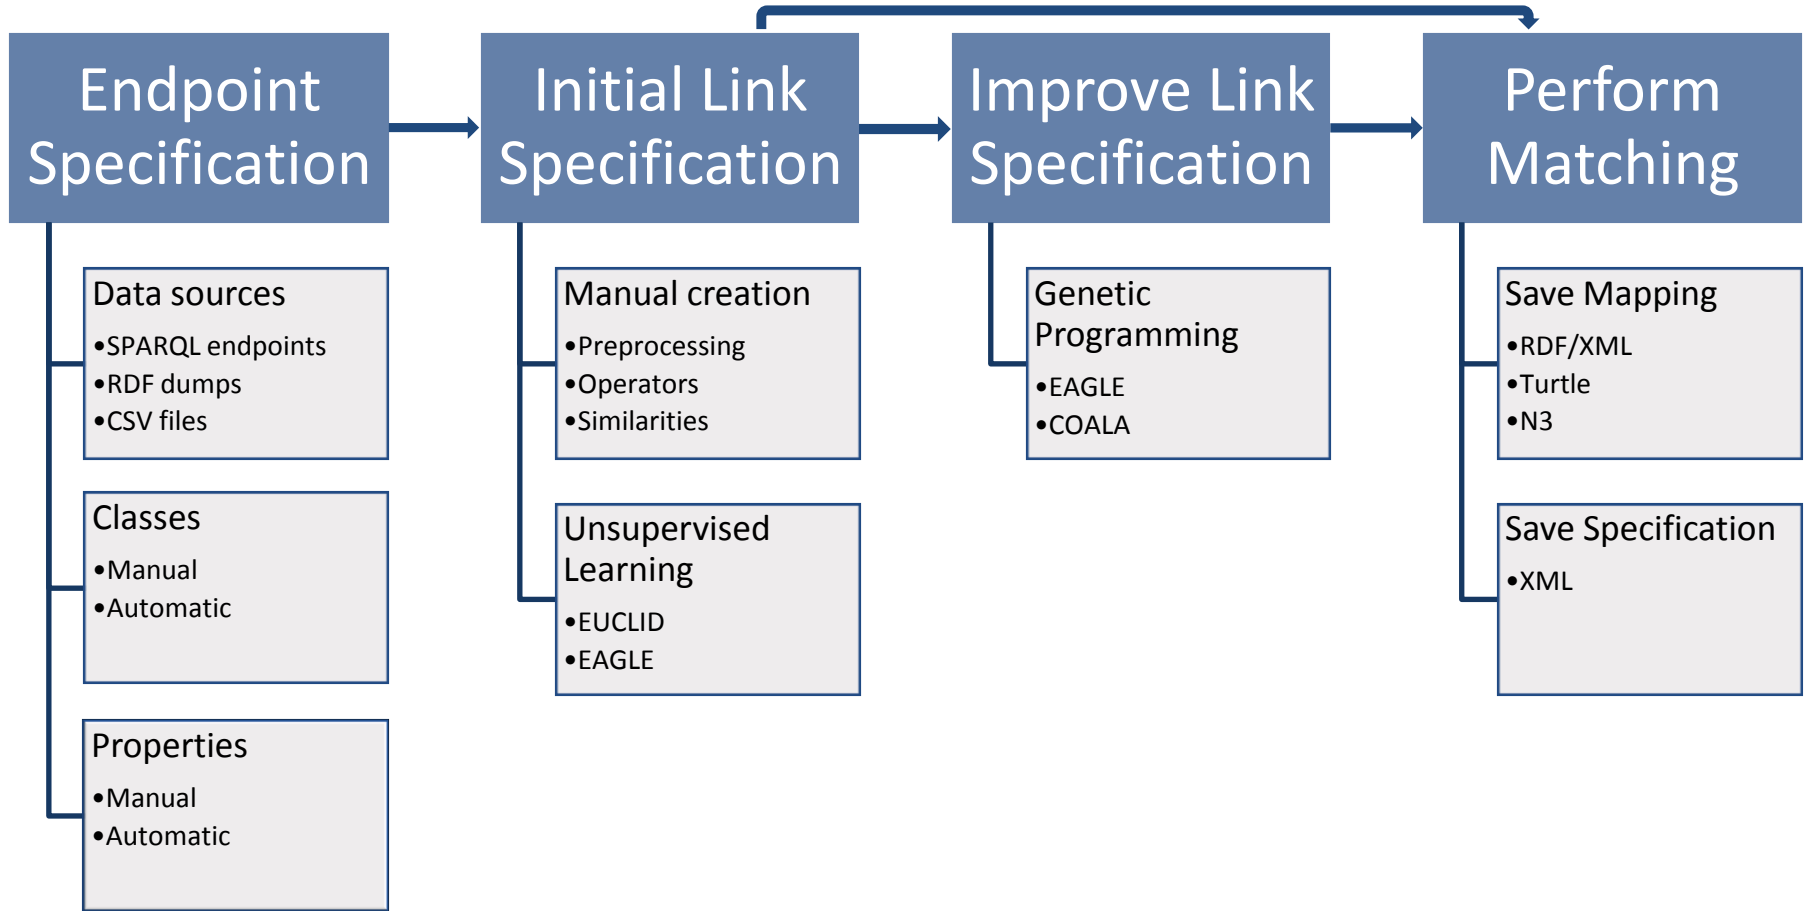 Endpoint
Specification
Initial Link
Specification
Improve Link
Specification
Perform
Matching
Data sources
•SPARQL endpoints
•RDF dumps
•CSV files
Classes
•Manual
•Automatic
Properties
•Manual
•Automatic
Manual creation
•Preprocessing
•Operators
•Similarities
Unsupervised
Learning
•EUCLID
•EAGLE
Genetic
Programming
•EAGLE
•COALA
Save Mapping
•RDF/XML
•Turtle
•N3
Save Specification
•XML